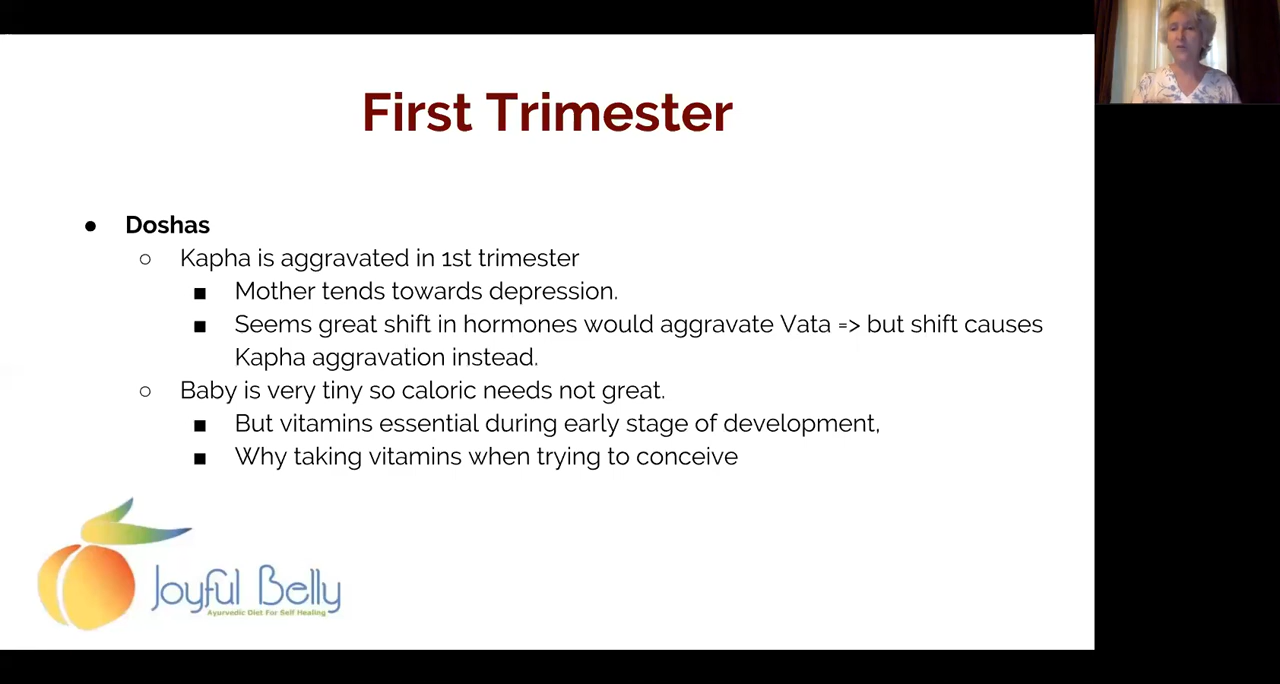 First Trimester
● Doshas
○ Kapha is aggravated in 1st trimester
■ Mother tends towards depression.
■ Seems great shift in hormones would aggravate Vata => but shift causes
Kapha aggravation instead.
○ Baby is very tiny so caloric needs not great.
■ But vitamins essential during early stage of development,
■ Why taking vitamins when trying to conceive
Joyful Belly
Ayurvedic Diet For Self Healing